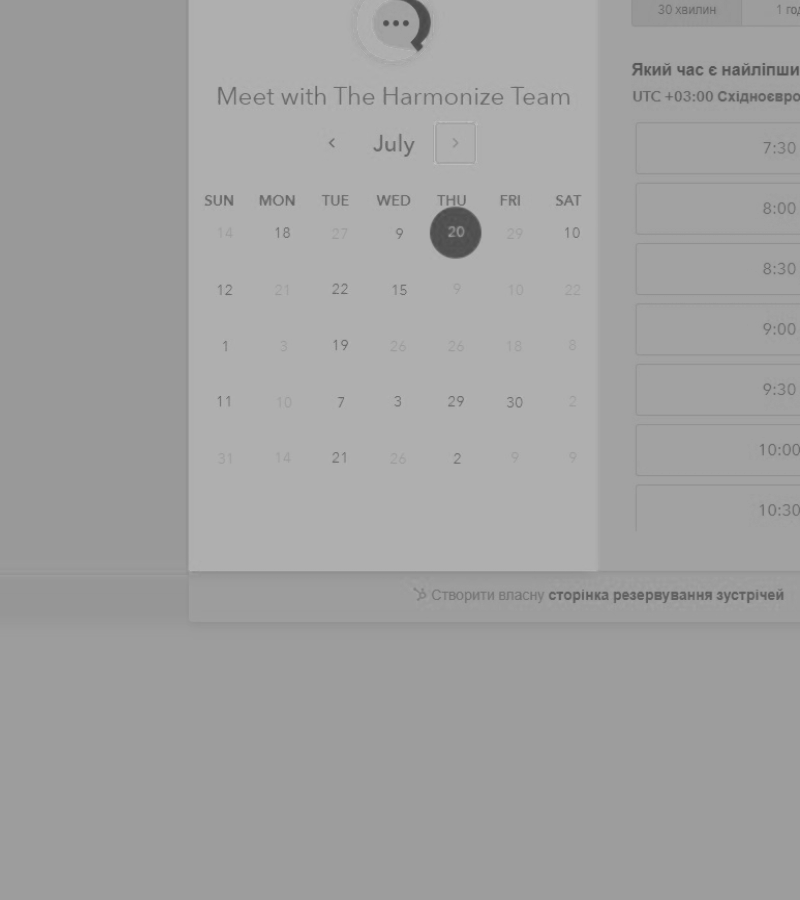 30 хвилин
Meet with The Harmonize Team
July
SUN MON TUE WED THU FRI SAT
14 18 27 9 20 29 10
12 21 22 15 9 10 22
1 3 19 26 26 18 8
11 10 7 3 29 30 2
31 14 21 26 2 9 9
1
Який час є
UTC +03:00
7:30
8:00
8:30
9:00
9:30
10:00
10:30
Створити власну сторінка резервування зустрічей